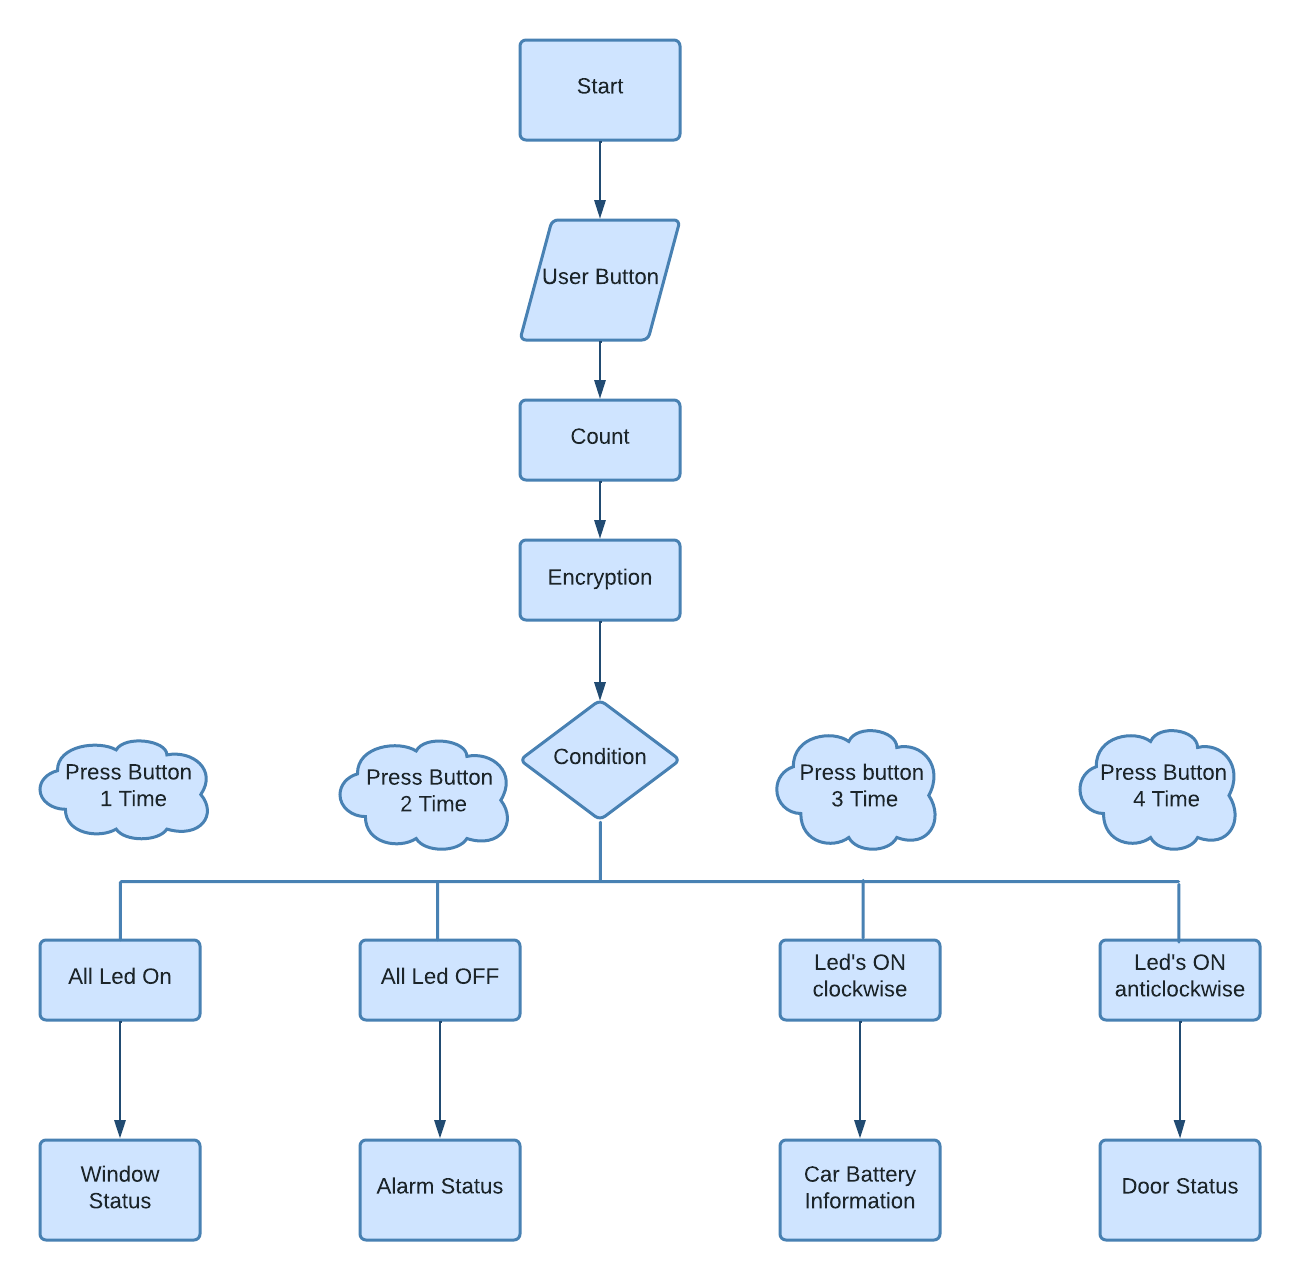 Start
User Button
Count
Encryption
Condition
Press Button
1 Time
Press Button
2 Time
Press button
3 Time
Press Button
4 Time
All Led On
All Led OFF
Led's ON
clockwise
Led's ON
anticlockwise
Window
Status
Alarm Status
Car Battery
Information
Door Status